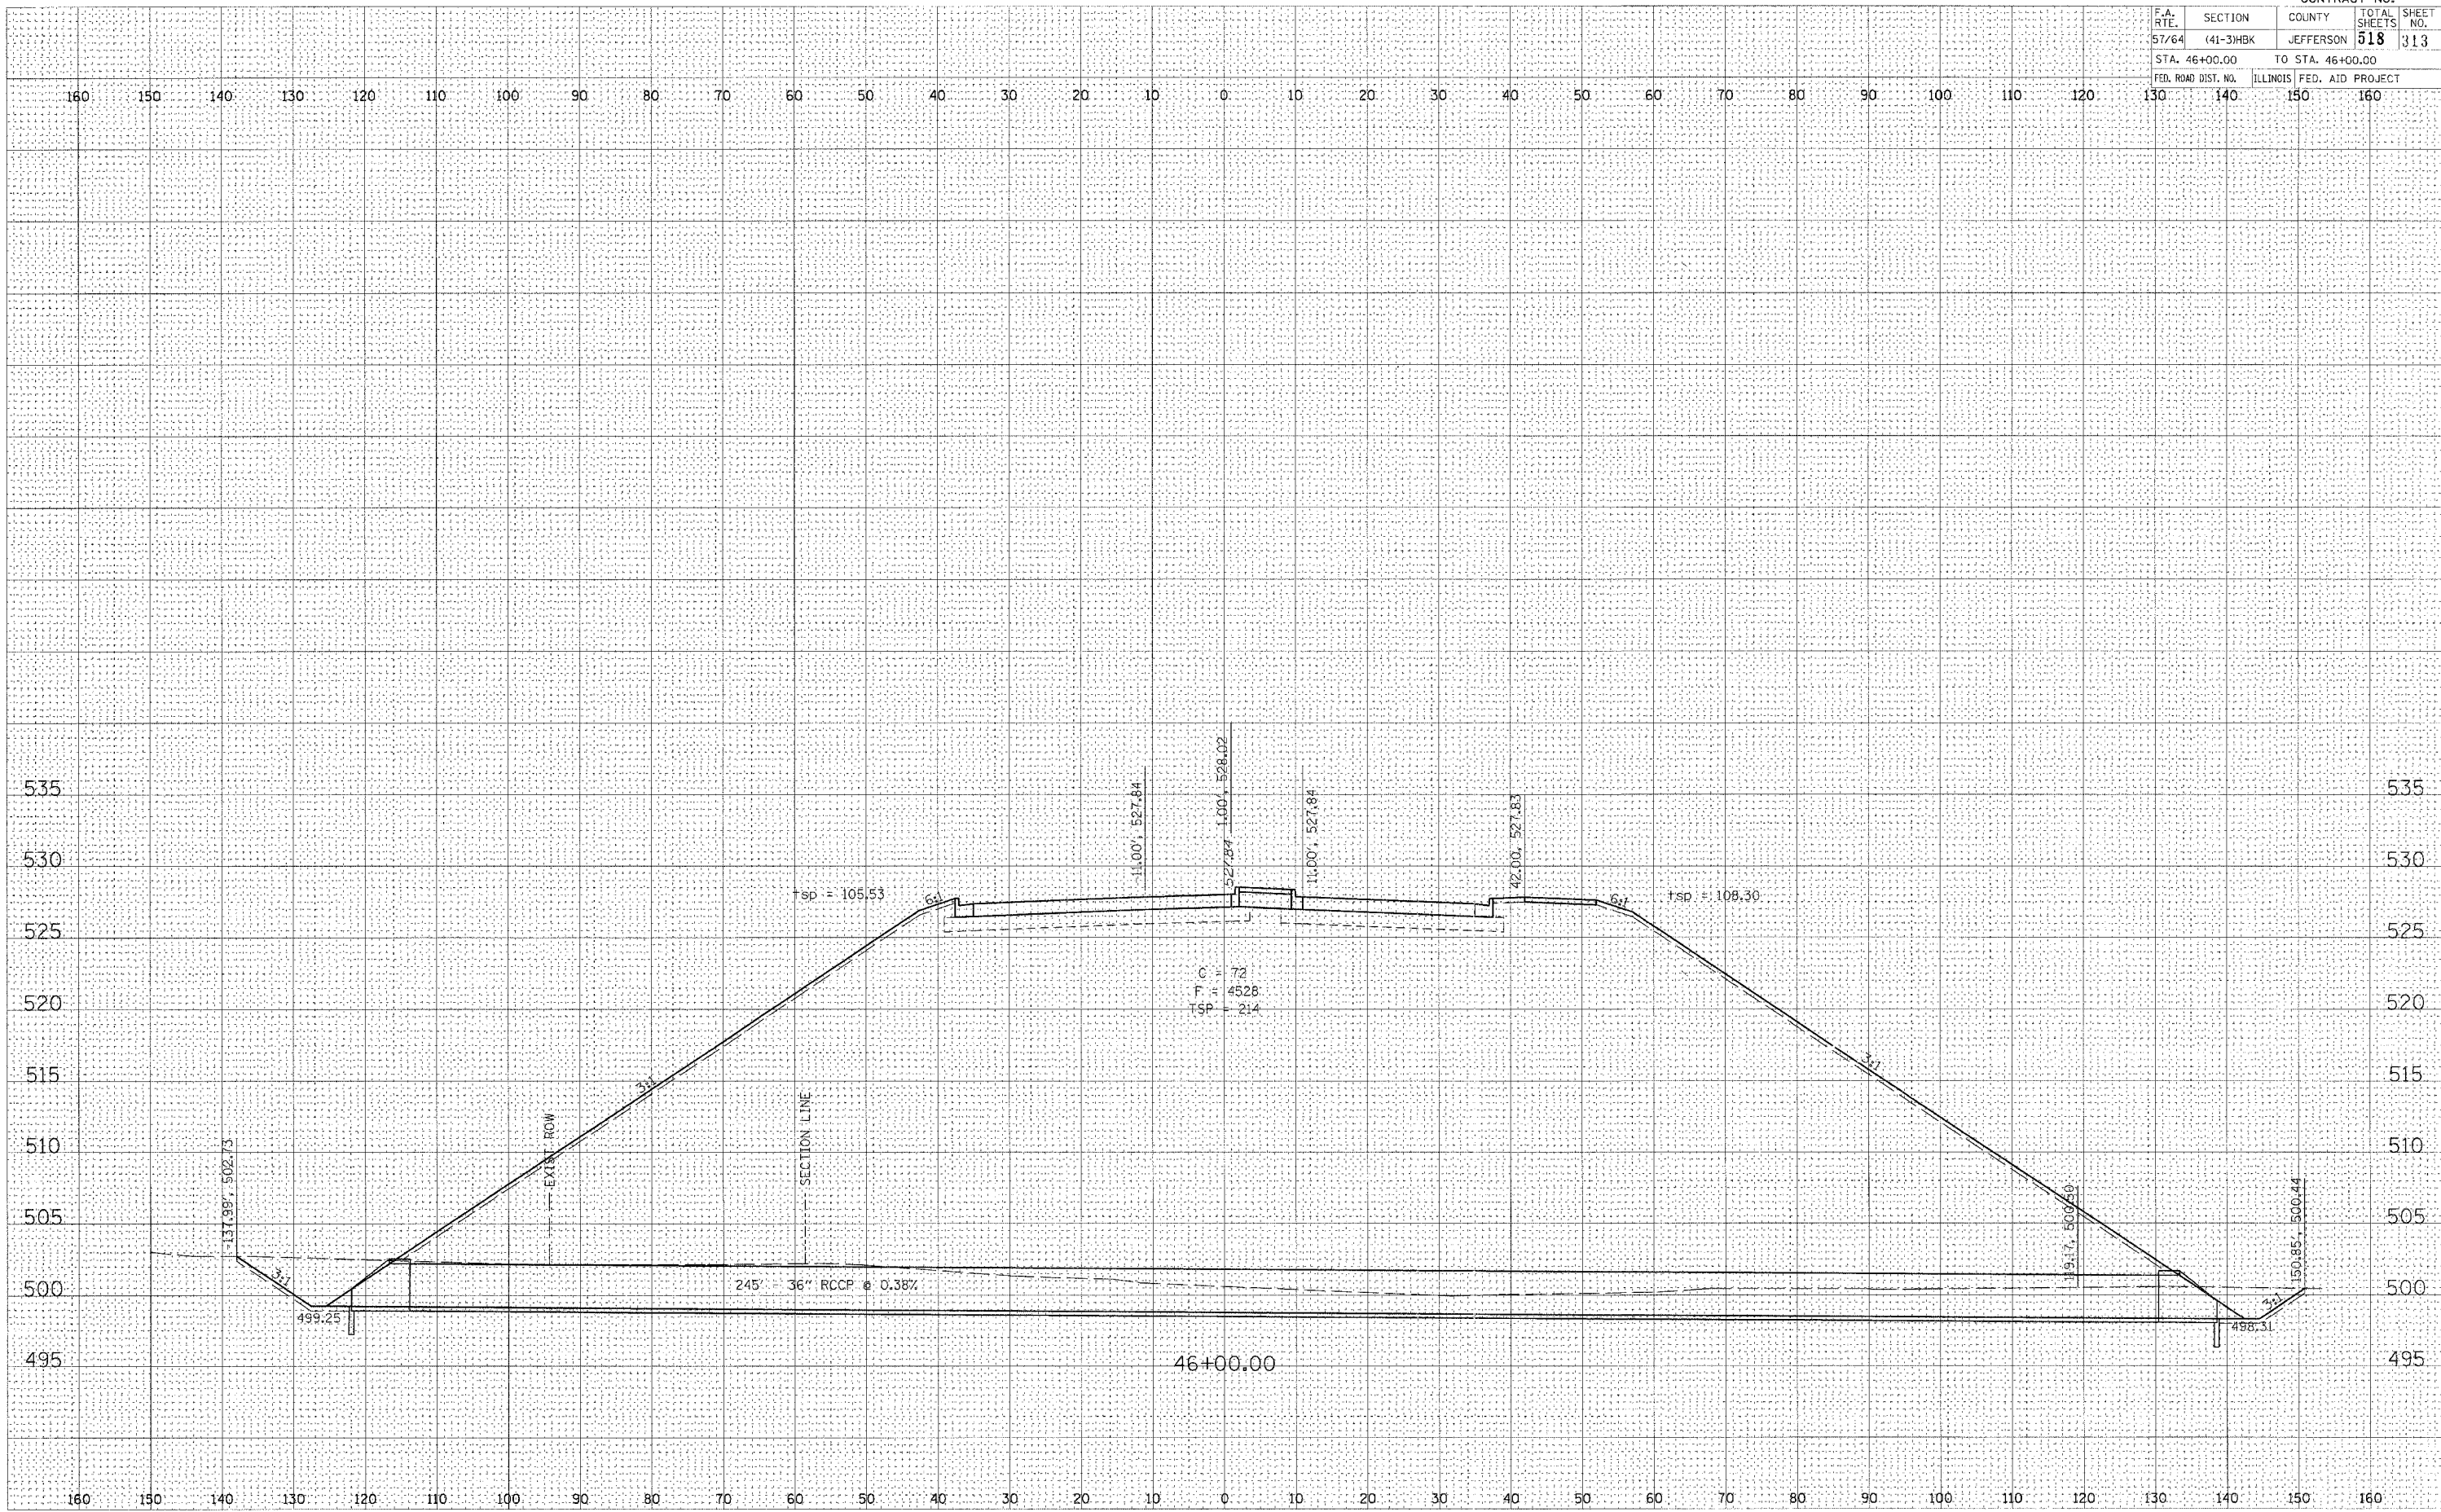 CONTRACT NO.
F.A. RTE. SECTION COUNTY TOTAL SHEETS SHEET NO.
57/64 (41-3)HBK JEFFERSON 518 313
STA. 46+00.00 TO STA. 46+00.00
FED. ROAD DIST. NO. ILLINOIS FED. AID PROJECT
160 150 140 130 120 110 100 90 80 70 60 50 40 30 20 10 0 10 20 30 40 50 60 70 80 90 100 110 120 130 140 150 160
11.00', 527.84
1.00', 528.02
527.84
11.00', 527.84
42.00, 527.83
535 535
530 530
tsp = 105.53 6:1 6:1 tsp = 108.30
525 525
C = 72
F = 4528
TSP = 214
520 520
515 515
3:1 3:1
510 510
137.99', 502.73
EXIST ROW
SECTION LINE
119.17, 500.50
150.85', 500.44
505 505
500 500
3:1 245' - 36" RCCP @ 0.38% 3:1
499.25 498.31
495 495
46+00.00
160 150 140 130 120 110 100 90 80 70 60 50 40 30 20 10 0 10 20 30 40 50 60 70 80 90 100 110 120 130 140 150 160